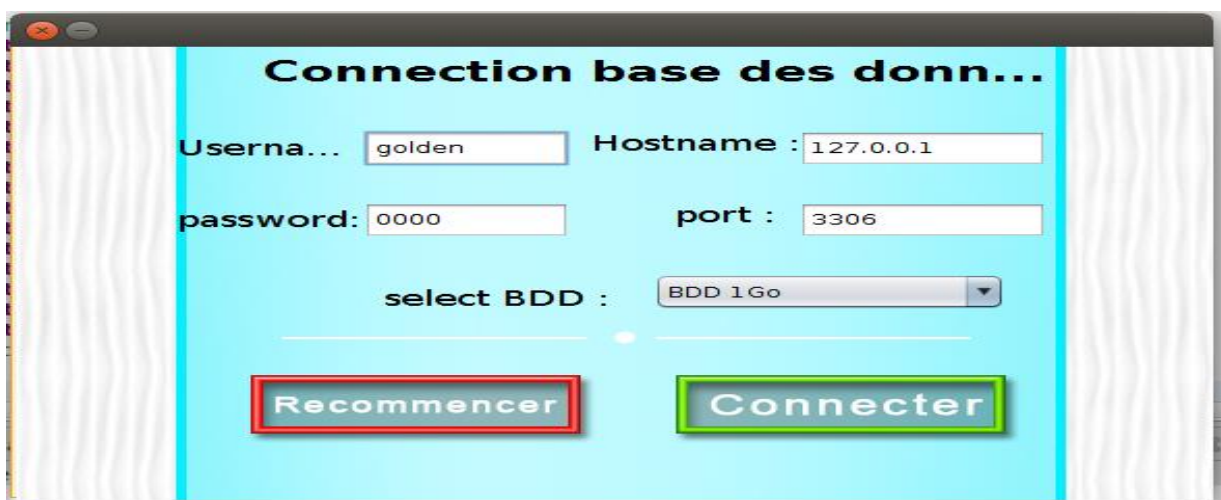 Connection base des donn...
Userna... golden Hostname : 127.0.0.1
password: 0000 port : 3306
select BDD : BDD 1Go
Recommencer Connecter